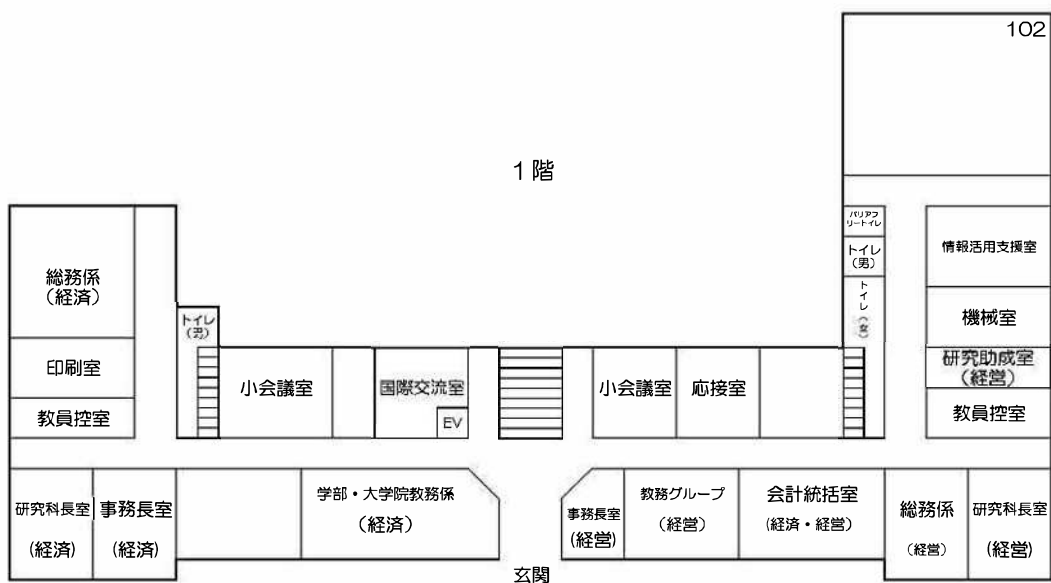 102
1階
バリアフ
リートイレ
総務係
(経済)
トイレ
(男)
情報活用支援室
トイレ
(男)
トイレ(女)
機械室
印刷室
小会議室
国際交流室
EV
小会議室
応接室
研究助成室
(経営)
教員控室
教員控室
研究科長室
(経済)
事務長室
(経済)
学部・大学院教務係
(経済)
事務長室
(経営)
教務グループ
(経営)
会計統括室
(経済・経営)
総務係
(経営)
研究科長室
(経営)
玄関